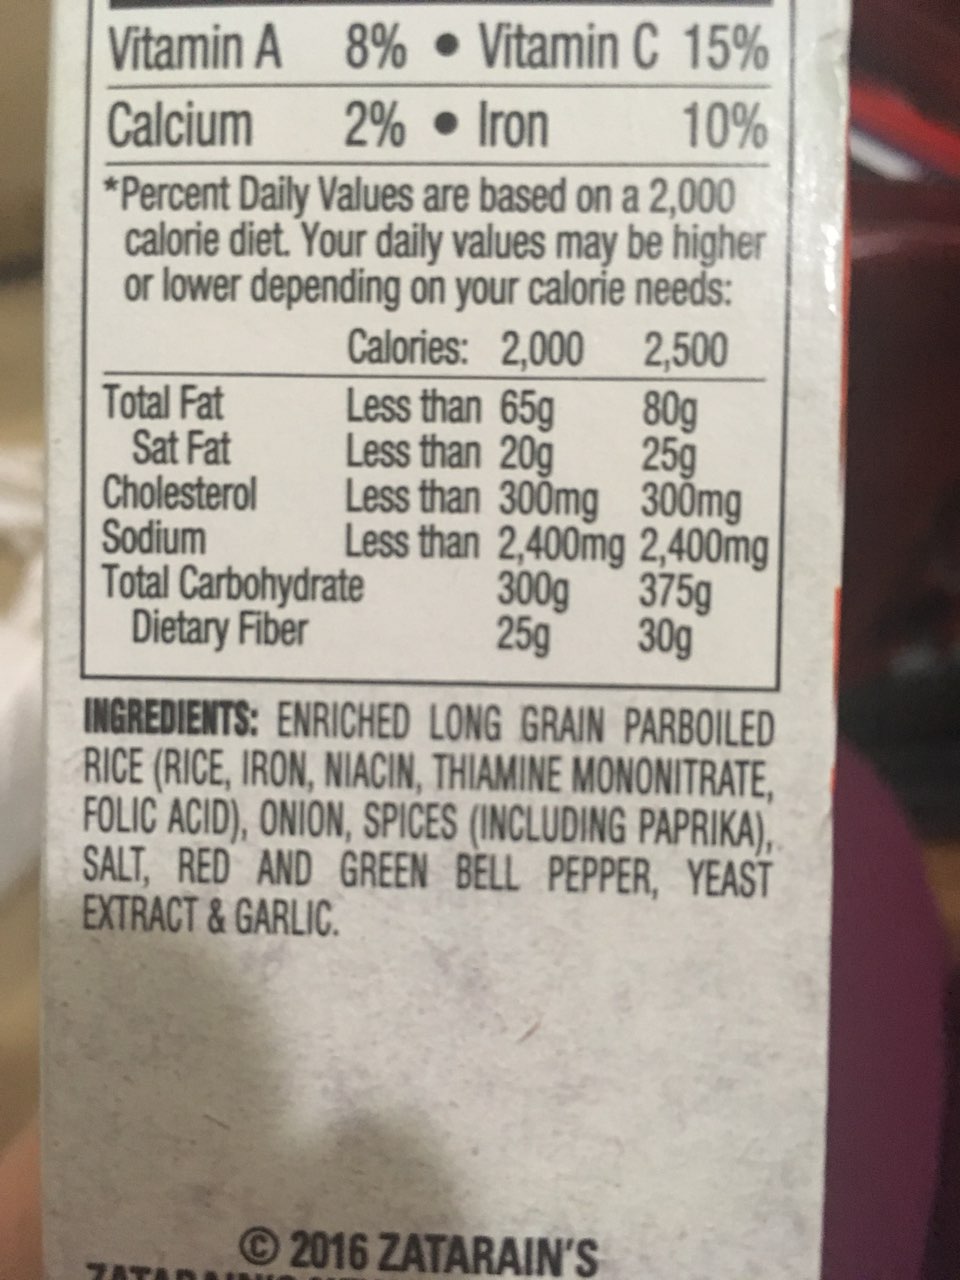 Vitamin A 8% • Vitamin C 15%
Calcium 2% • Iron 10%
*Percent Daily Values are based on a 2,000
calorie diet. Your daily values may be higher
or lower depending on your calorie needs:
Calories: 2,000 2,500
Total Fat Less than 65g 80g
Sat Fat Less than 20g 25g
Cholesterol Less than 300mg 300mg
Sodium Less than 2,400mg 2,400mg
Total Carbohydrate 300g 375g
Dietary Fiber 25g 30g
INGREDIENTS: ENRICHED LONG GRAIN PARBOILED
RICE (RICE, IRON, NIACIN, THIAMINE MONONITRATE,
FOLIC ACID), ONION, SPICES (INCLUDING PAPRIKA),
SALT, RED AND GREEN BELL PEPPER, YEAST
EXTRACT & GARLIC.
© 2016 ZATARAIN'S
ZATARAIN'S